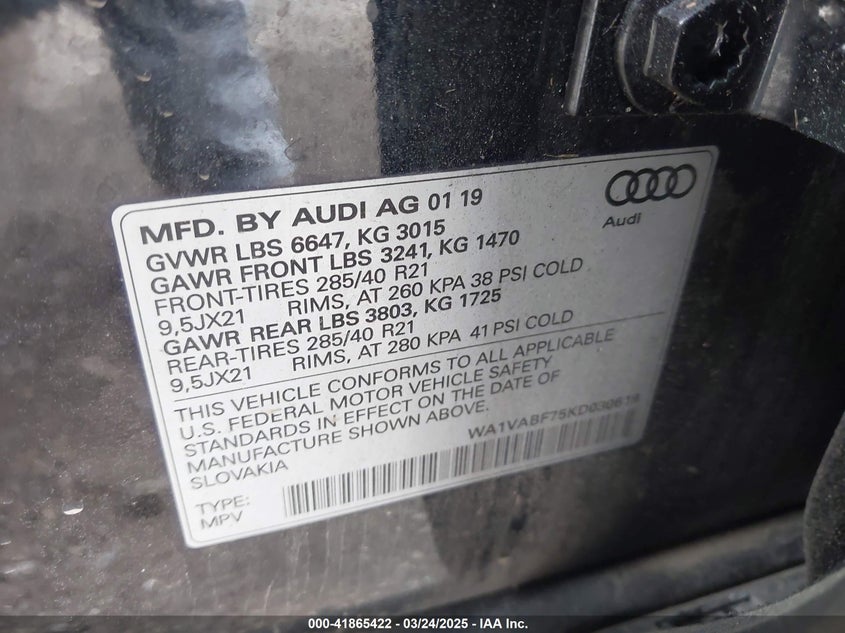 MFD. BY AUDI AG 01 19
Audi
GVWR LBS 6647, KG 3015
GAWR FRONT LBS 3241, KG 1470
FRONT-TIRES 285/40 R21
9,5JX21 RIMS, AT 260 KPA 38 PSI COLD
GAWR REAR LBS 3803, KG 1725
REAR-TIRES 285/40 R21
9,5JX21 RIMS, AT 280 KPA 41 PSI COLD
THIS VEHICLE CONFORMS TO ALL APPLICABLE
U.S. FEDERAL MOTOR VEHICLE SAFETY
STANDARDS IN EFFECT ON THE DATE OF
MANUFACTURE SHOWN ABOVE.
SLOVAKIA
TYPE:
MPV
000-41865422 — 03/24/2025 — IAA Inc.